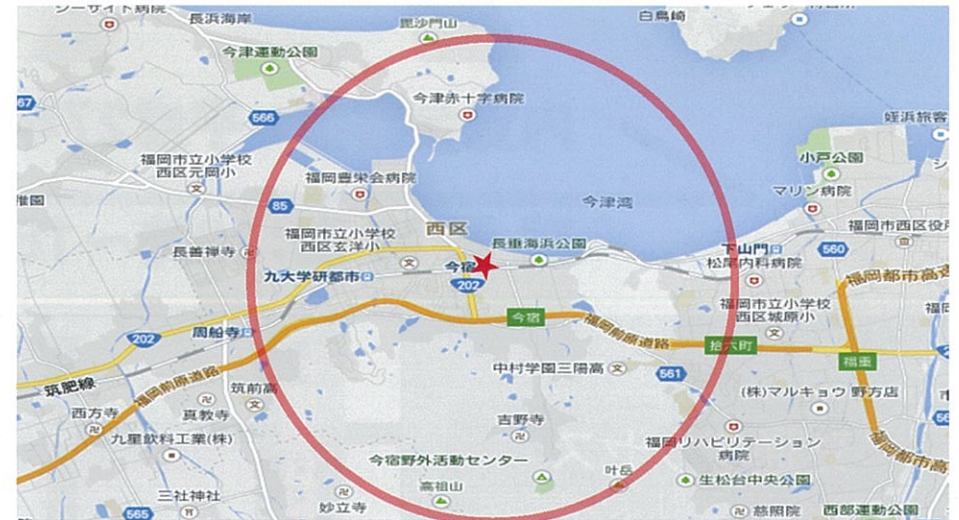 シーサイド病院
長浜海岸
毘沙門山
白鳥崎
今津運動公園
67
今津赤十字病院
566
姪浜旅客
福岡市立小学校
西区元岡小
小戸公園
福岡豊栄会病院
マリン病院
85
今津湾
西区
福岡市立小学校
西区玄洋小
長垂海浜公園
福岡市西区役所
長善禅寺
下山門
560
松尾内科病院
九大学研都市
今宿
202
福岡都市高速
福岡市立小学校
西区城原小
今宿
福岡前原道路
周船寺
202
拾六町
福重
筑肥線
福岡前原道路
中村学園三陽高
561
筑前高
(株)マルキョウ 野方店
西方寺
真教寺
吉野寺
九星飲料工業(株)
福岡リハビリテーション
病院
福岡都市高
今宿野外活動センター
叶岳
生松台中央公園
高祖山
三社神社
妙立寺
565
慈照院
西部運動公園